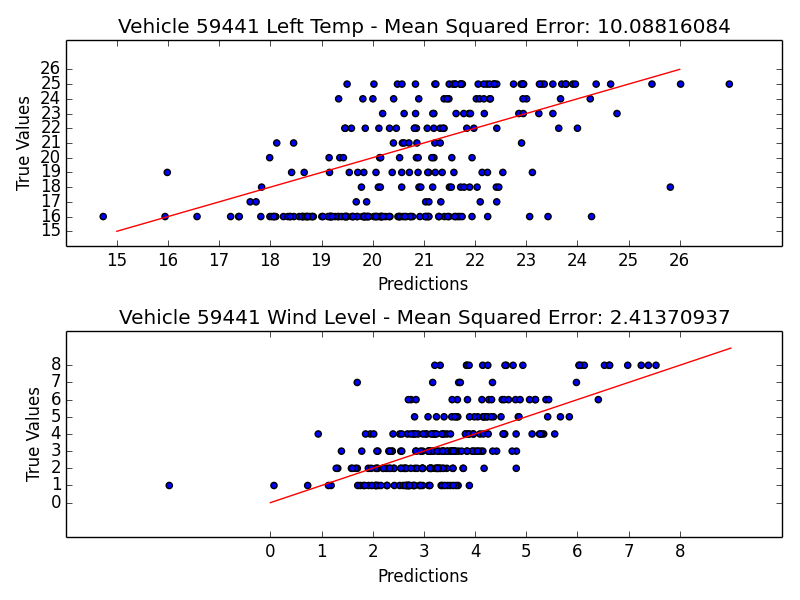 Vehicle 59441 Left Temp - Mean Squared Error: 10.08816084
26
25
24
23
22
21
20
19
18
17
16
15
True Values
15 16 17 18 19 20 21 22 23 24 25 26
Predictions
Vehicle 59441 Wind Level - Mean Squared Error: 2.41370937
8
7
6
5
4
3
2
1
0
True Values
0 1 2 3 4 5 6 7 8
Predictions